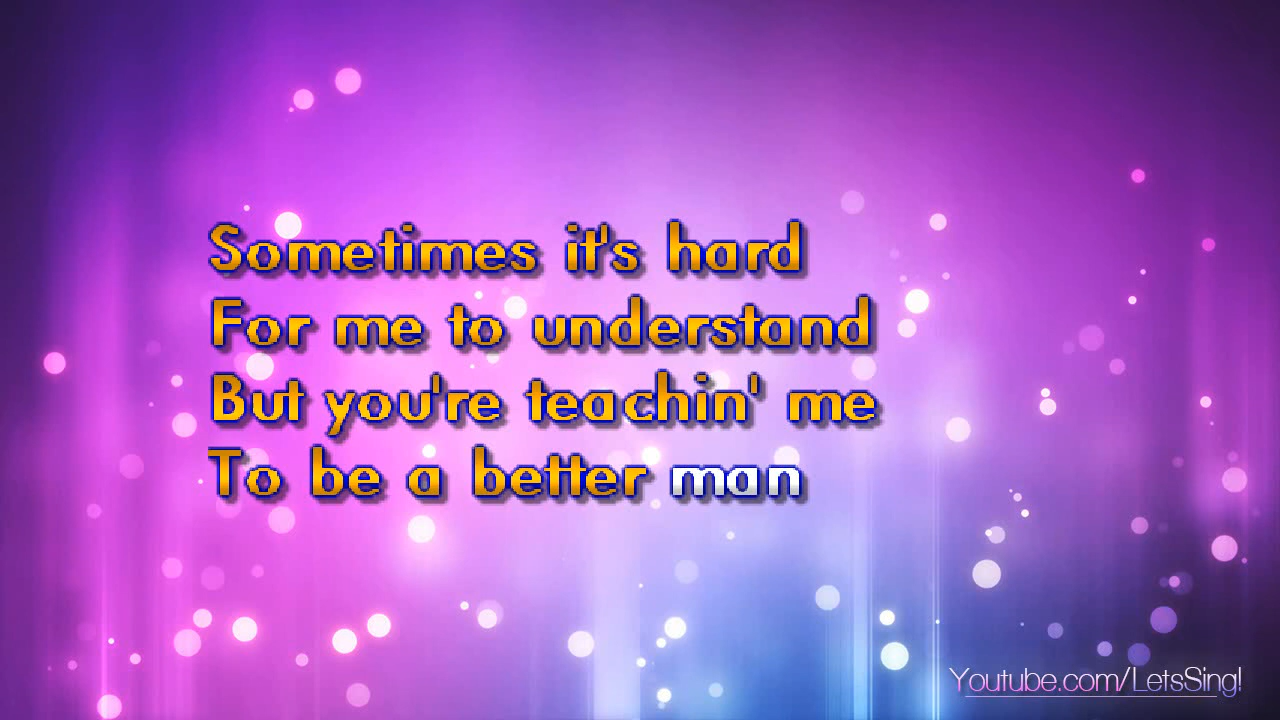 Sometimes it's hard
For me to understand
But you're teachin' me
To be a better man
Youtube.com/LetsSing!